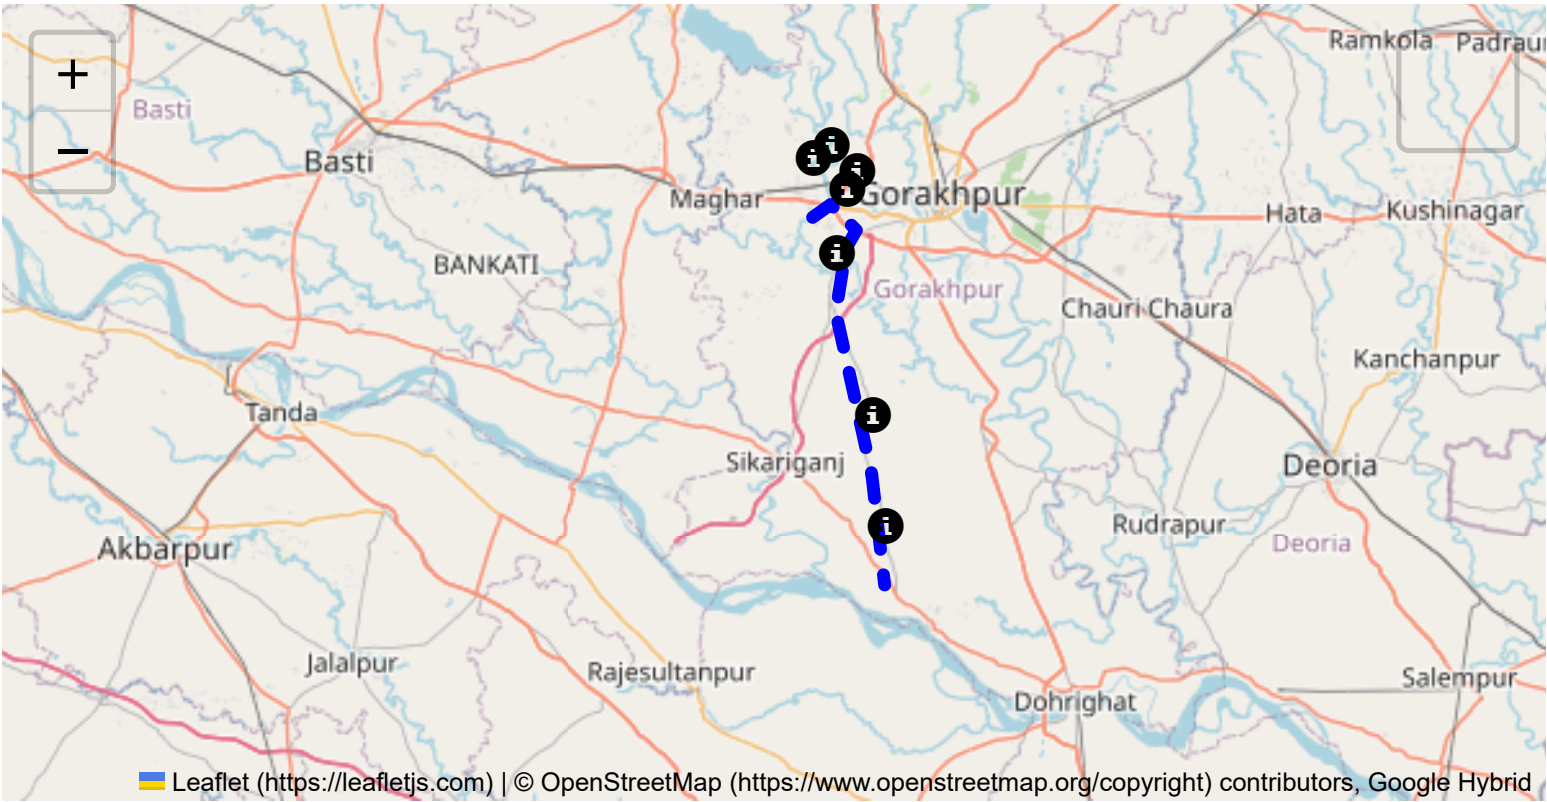 Ramkola
+
Basti
−
Basti
Maghar
Gorakhpur
Hata
Kushinagar
BANKATI
Gorakhpur
Chauri Chaura
Kanchanpur
Tanda
Sikariganj
Deoria
Rudrapur
Deoria
Akbarpur
Jalalpur
Rajesultanpur
Salempur
Dohrighat
i
i
i
i
i
i
i
Leaflet (https://leafletjs.com) | © OpenStreetMap (https://www.openstreetmap.org/copyright) contributors, Google Hybrid